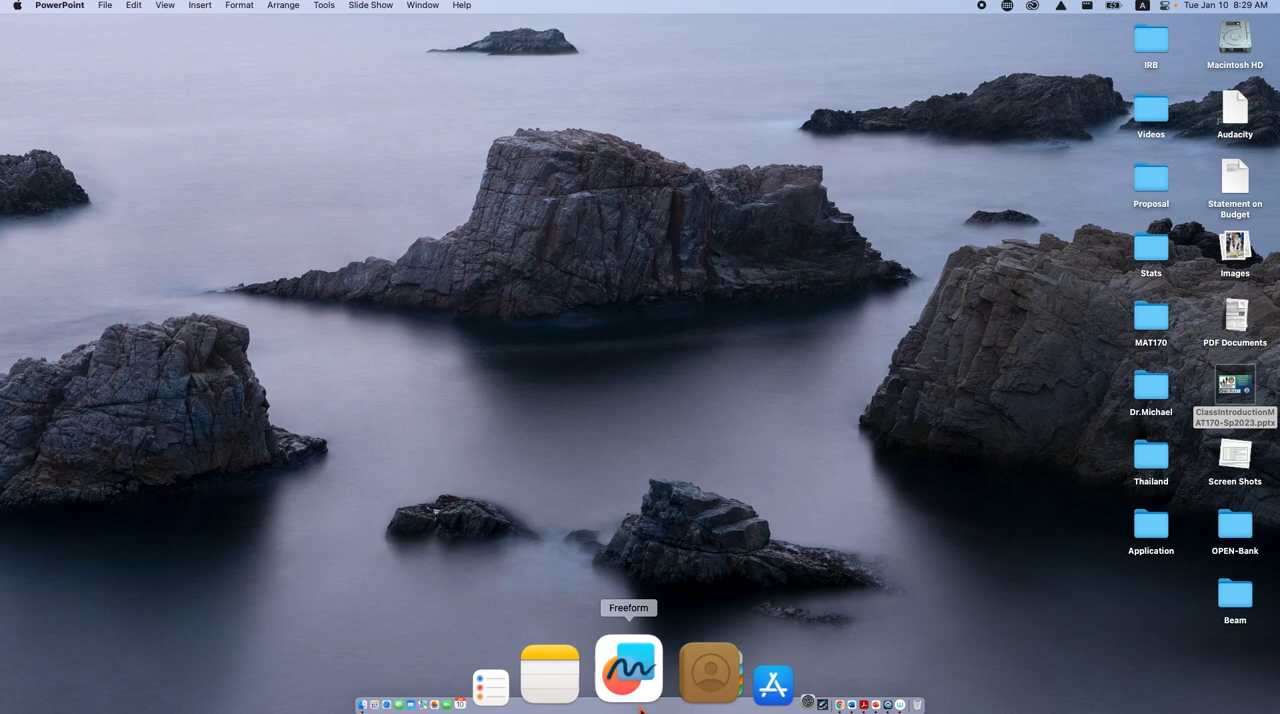 PowerPoint File Edit View Insert Format Arrange Tools Slide Show Window Help A Tue Jan 10 8:29 AM
IRB
Macintosh HD
Videos
Audacity
Proposal
Statement on
Budget
Stats
Images
MAT170
PDF Documents
Dr.Michael
ClassIntroductionM
AT170-Sp2023.pptx
Thailand
Screen Shots
Application
OPEN-Bank
Beam
Freeform
10